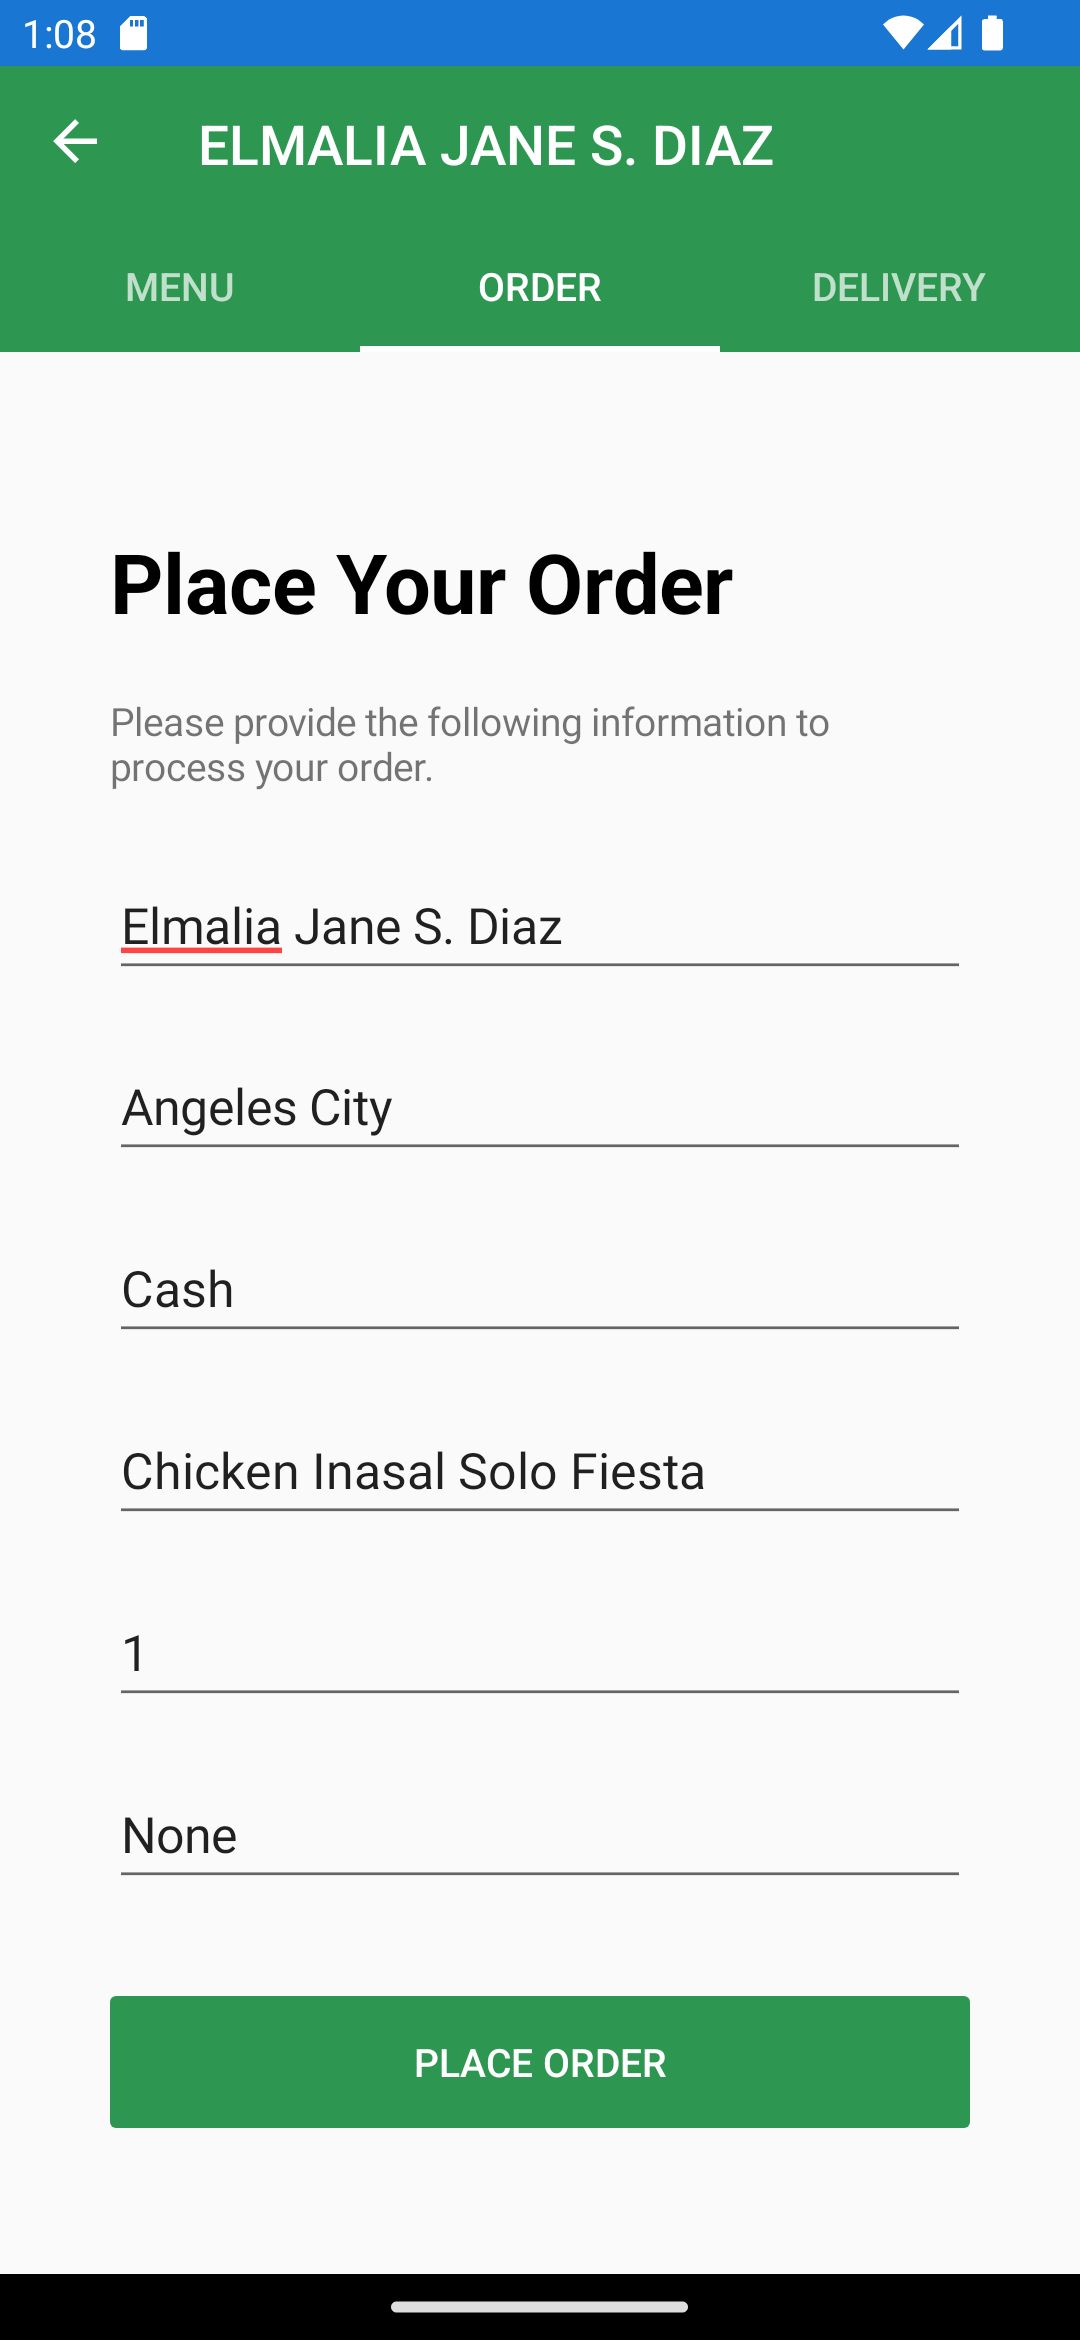 1:08
ELMALIA JANE S. DIAZ
MENU ORDER DELIVERY
Place Your Order
Please provide the following information to
process your order.
Elmalia Jane S. Diaz
Angeles City
Cash
Chicken Inasal Solo Fiesta
1
None
PLACE ORDER